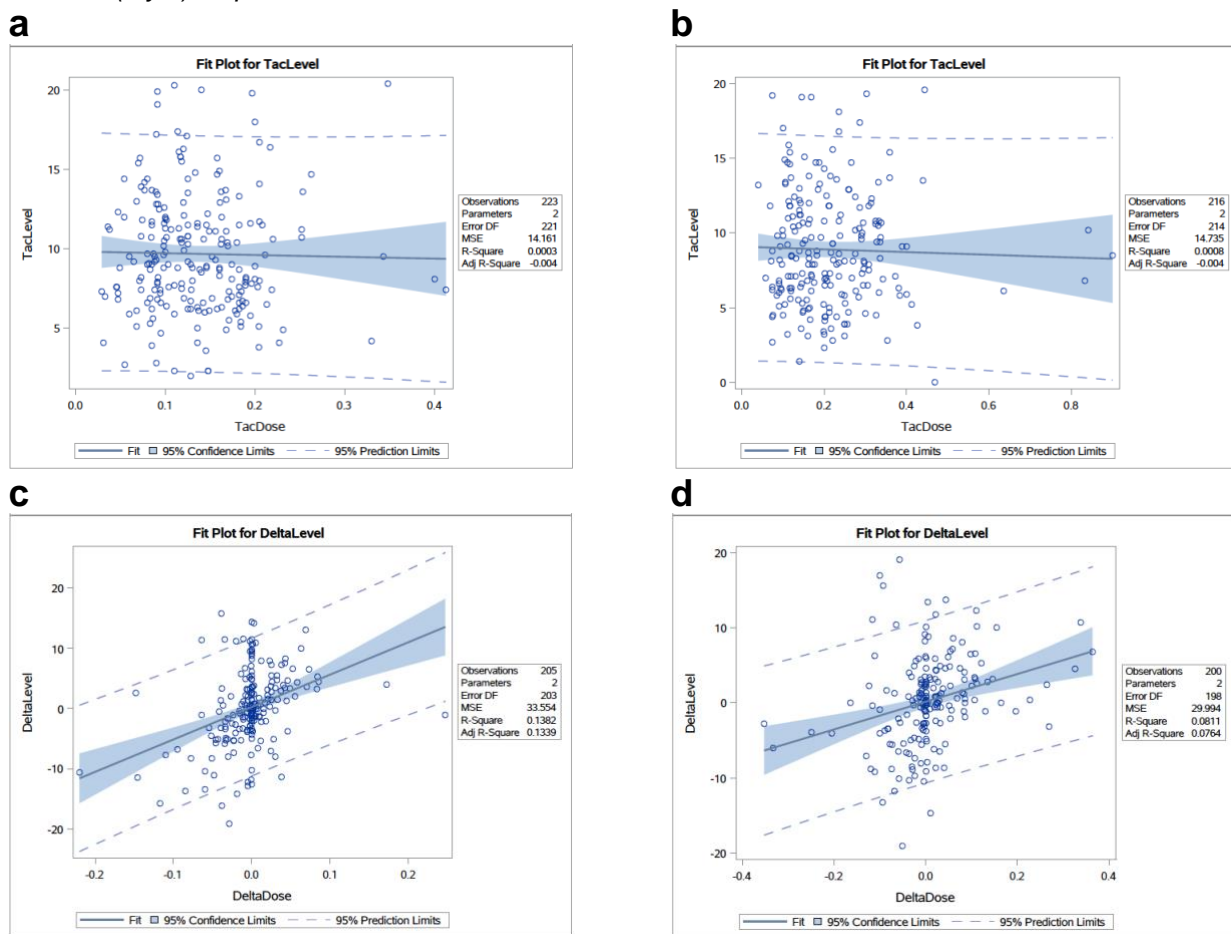 a
Fit Plot for TacLevel
20
15
10
5
TacLevel
0.0 0.1 0.2 0.3 0.4
TacDose
Observations 223
Parameters 2
Error DF 221
MSE 14.161
R-Square 0.0003
Adj R-Square -0.004
Fit 95% Confidence Limits 95% Prediction Limits
b
Fit Plot for TacLevel
20
15
10
5
0
TacLevel
0.0 0.2 0.4 0.6 0.8
TacDose
Observations 216
Parameters 2
Error DF 214
MSE 14.735
R-Square 0.0008
Adj R-Square -0.004
Fit 95% Confidence Limits 95% Prediction Limits
c
Fit Plot for DeltaLevel
20
10
0
-10
-20
DeltaLevel
-0.2 -0.1 0.0 0.1 0.2
DeltaDose
Observations 205
Parameters 2
Error DF 203
MSE 33.554
R-Square 0.1382
Adj R-Square 0.1339
Fit 95% Confidence Limits 95% Prediction Limits
d
Fit Plot for DeltaLevel
20
10
0
-10
-20
DeltaLevel
-0.4 -0.2 0.0 0.2 0.4
DeltaDose
Observations 200
Parameters 2
Error DF 198
MSE 29.994
R-Square 0.0811
Adj R-Square 0.0764
Fit 95% Confidence Limits 95% Prediction Limits